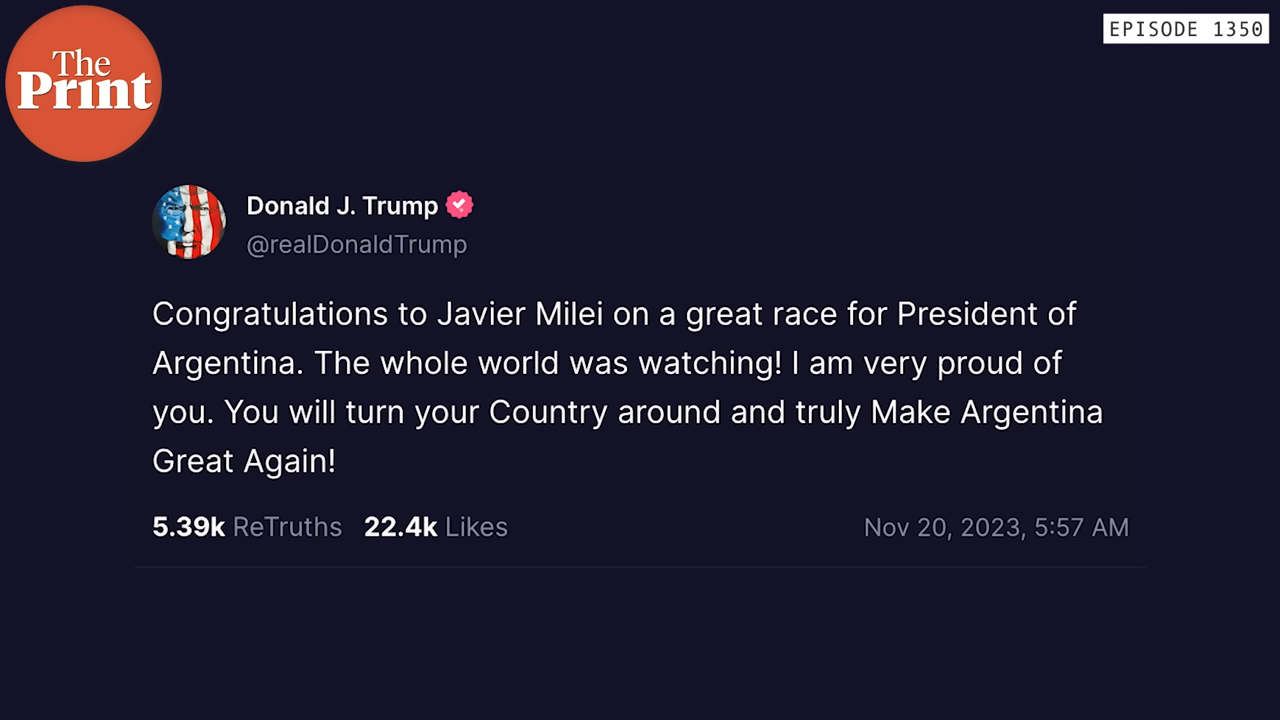 The
Print
EPISODE 1350
Donald J. Trump
@realDonaldTrump
Congratulations to Javier Milei on a great race for President of
Argentina. The whole world was watching! I am very proud of
you. You will turn your Country around and truly Make Argentina
Great Again!
5.39k ReTruths 22.4k Likes Nov 20, 2023, 5:57 AM